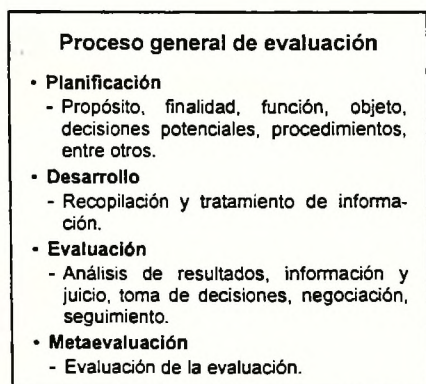 Proceso general de evaluación
• Planificación
- Propósito, finalidad, función, objeto,
decisiones potenciales, procedimientos,
entre otros.
• Desarrollo
- Recopilación y tratamiento de informa-
ción.
• Evaluación
- Análisis de resultados, información y
juicio, toma de decisiones, negociación,
seguimiento.
• Metaevaluación
- Evaluación de la evaluación.